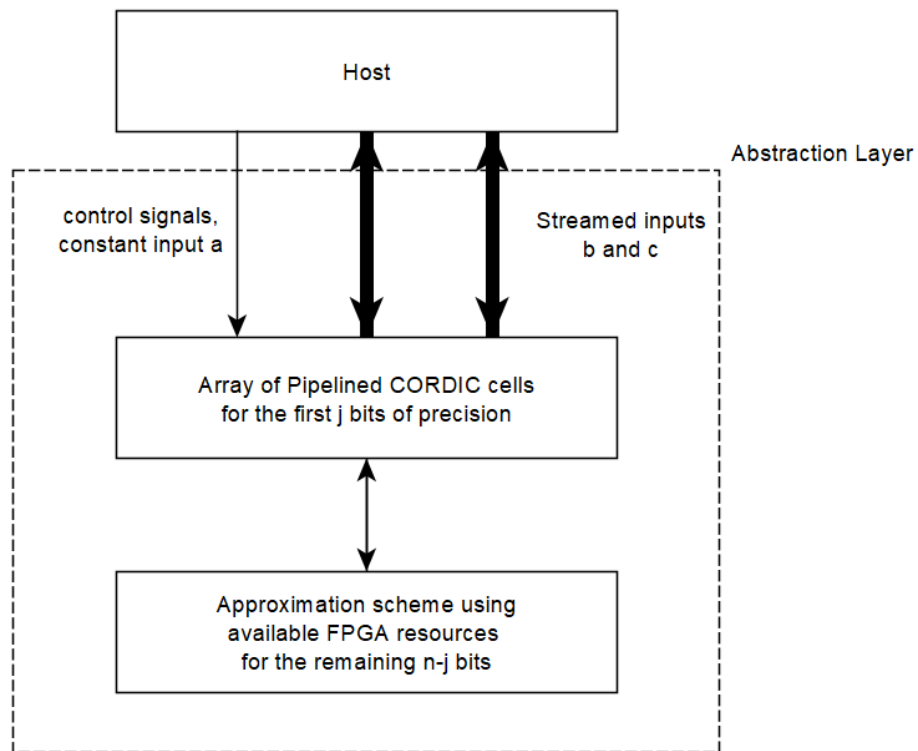 Host
Abstraction Layer
control signals,
constant input a
Streamed inputs
b and c
Array of Pipelined CORDIC cells
for the first j bits of precision
Approximation scheme using
available FPGA resources
for the remaining n-j bits